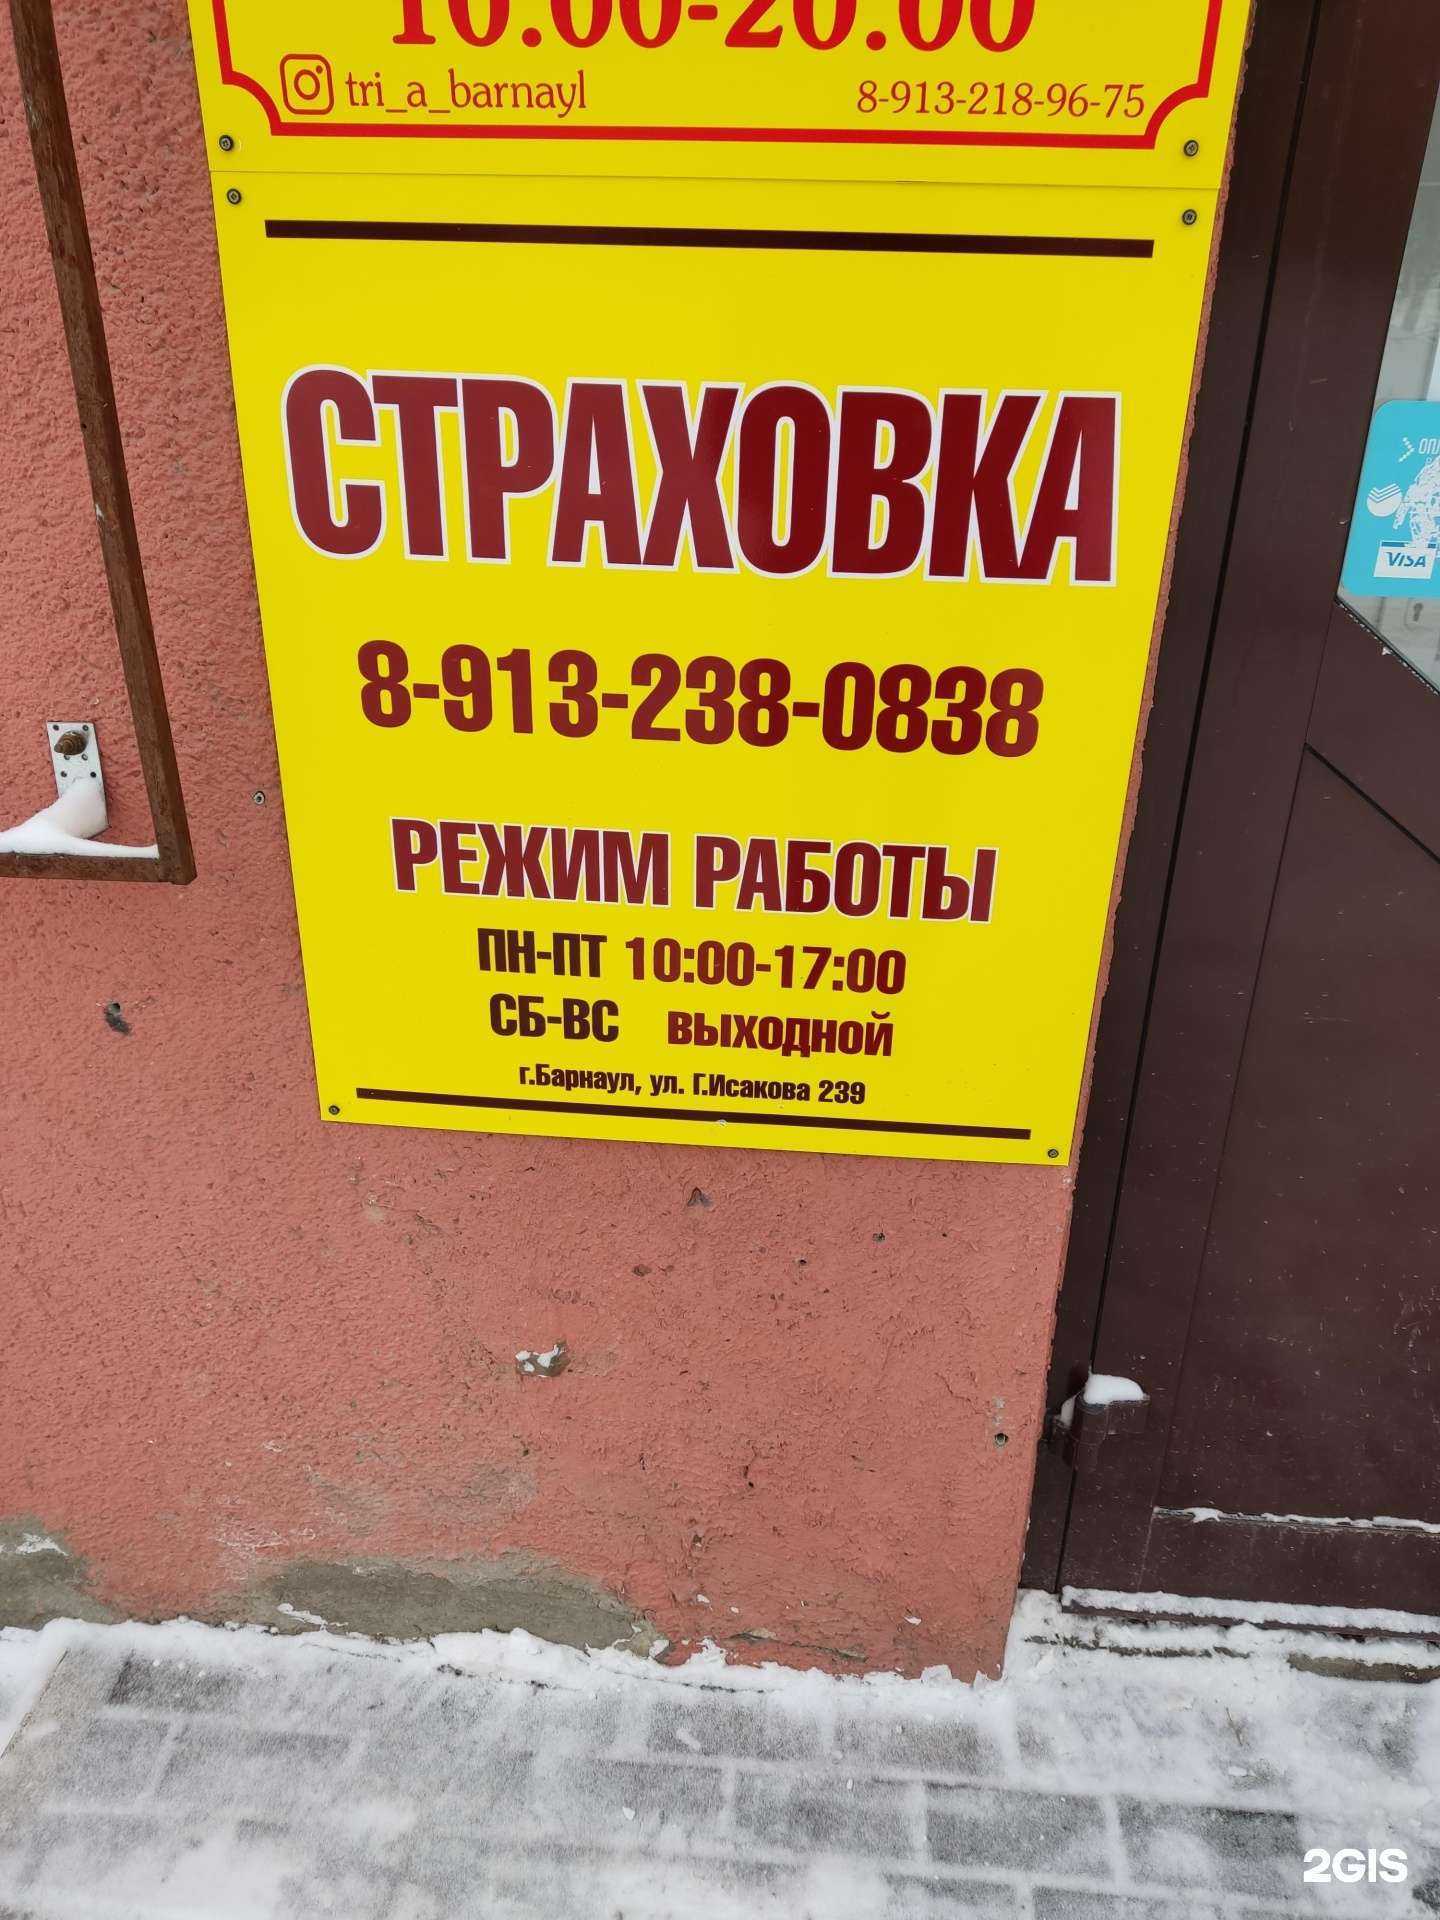 10.00-20.00
tri_a_barnayl
8-913-218-96-75
СТРАХОВКА
8-913-238-0838
РЕЖИМ РАБОТЫ
ПН-ПТ 10:00-17:00
СБ-ВС ВЫХОДНОЙ
г.Барнаул, ул. Г.Исакова 239
VISA
2GIS